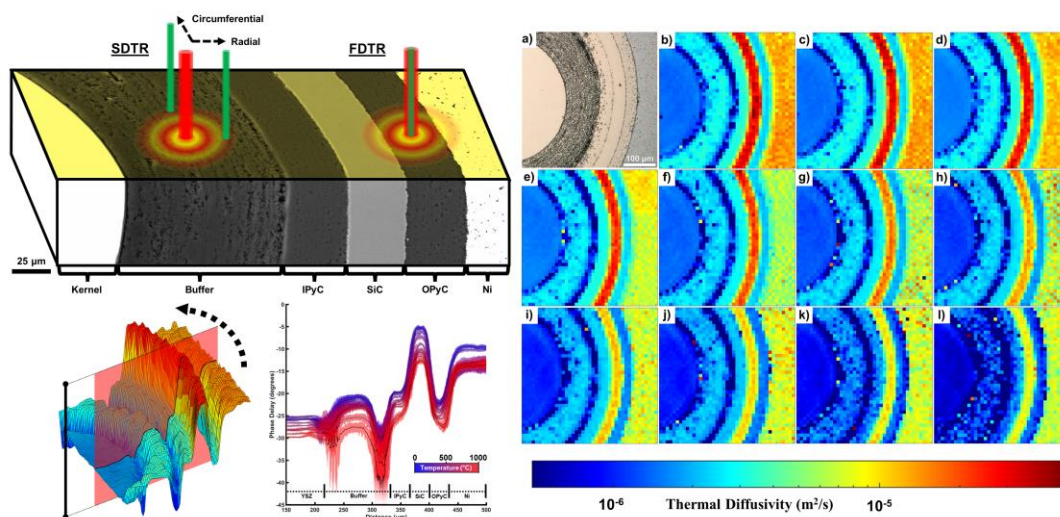 SDTR
Circumferential
Radial
FDTR
25 μm
Kernel
Buffer
IPyC
SiC
OPyC
Ni
Phase Delay (degrees)
0
-5
-10
-15
-20
-25
-30
-35
-40
-45
0 500 1000
Temperature (°C)
YSZ
Buffer
IPyC
SiC
OPyC
Ni
150 200 250 300 350 400 450 500
Distance (μm)
a)
100 μm
b)
c)
d)
e)
f)
g)
h)
i)
j)
k)
l)
10-6
Thermal Diffusivity (m2/s)
10-5